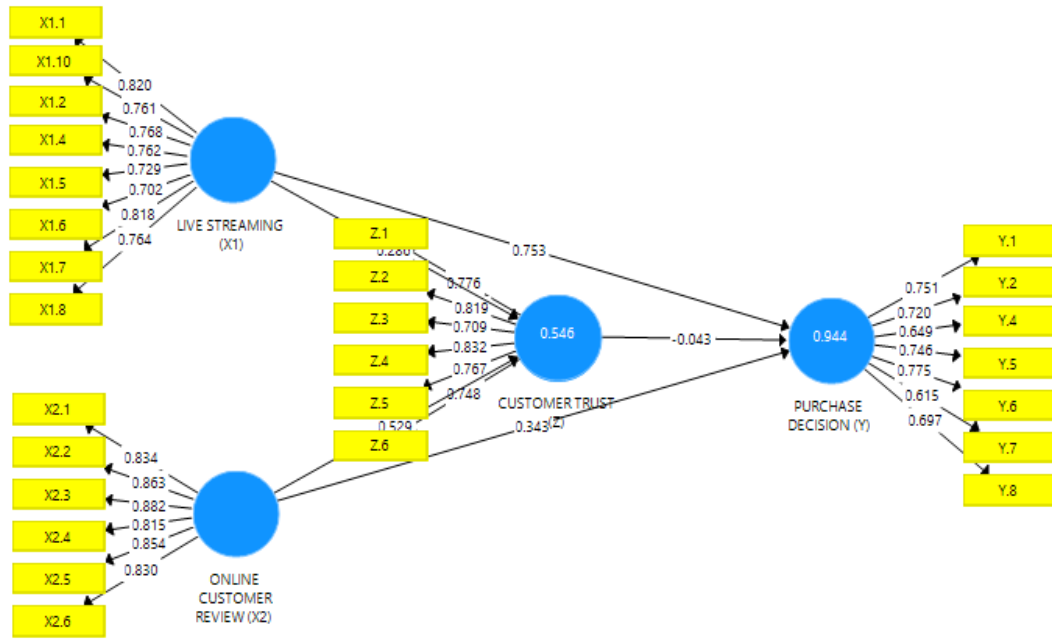 X1.1
X1.10
X1.2
X1.4
X1.5
X1.6
X1.7
X1.8
0.820
0.761
0.768
0.762
0.729
0.702
0.818
0.764
LIVE STREAMING
(X1)
X2.1
X2.2
X2.3
X2.4
X2.5
X2.6
0.834
0.863
0.882
0.815
0.854
0.830
ONLINE
CUSTOMER
REVIEW (X2)
Z.1
Z.2
Z.3
Z.4
Z.5
Z.6
0.286
0.776
0.819
0.709
0.832
0.767
0.748
0.529
0.546
CUSTOMER TRUST
(Z)
0.753
-0.043
0.343
0.944
PURCHASE
DECISION (Y)
0.751
0.720
0.649
0.746
0.775
0.615
0.697
Y.1
Y.2
Y.4
Y.5
Y.6
Y.7
Y.8